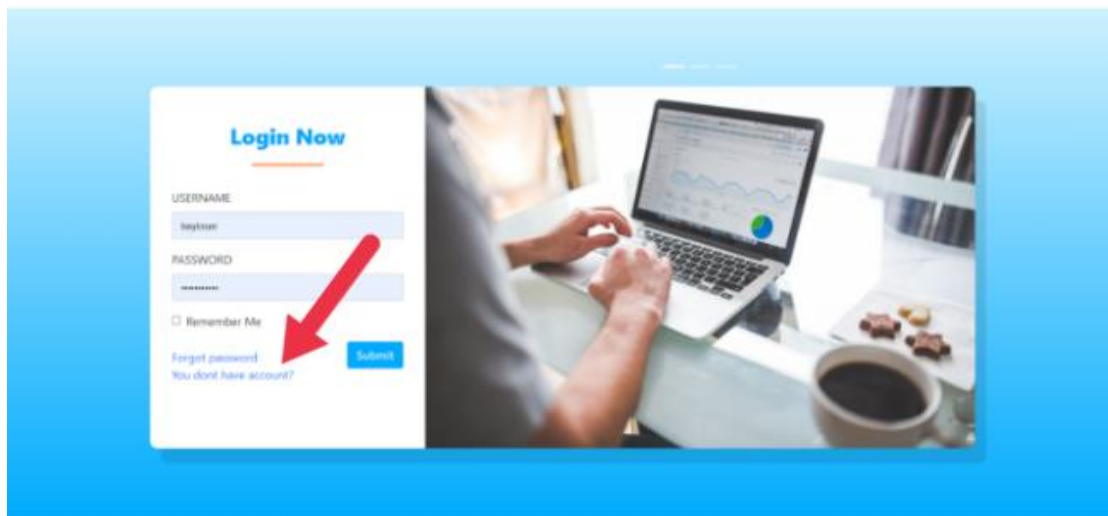 Login Now
USERNAME
PASSWORD
Remember Me
Forgot password
Submit
You dont have account?